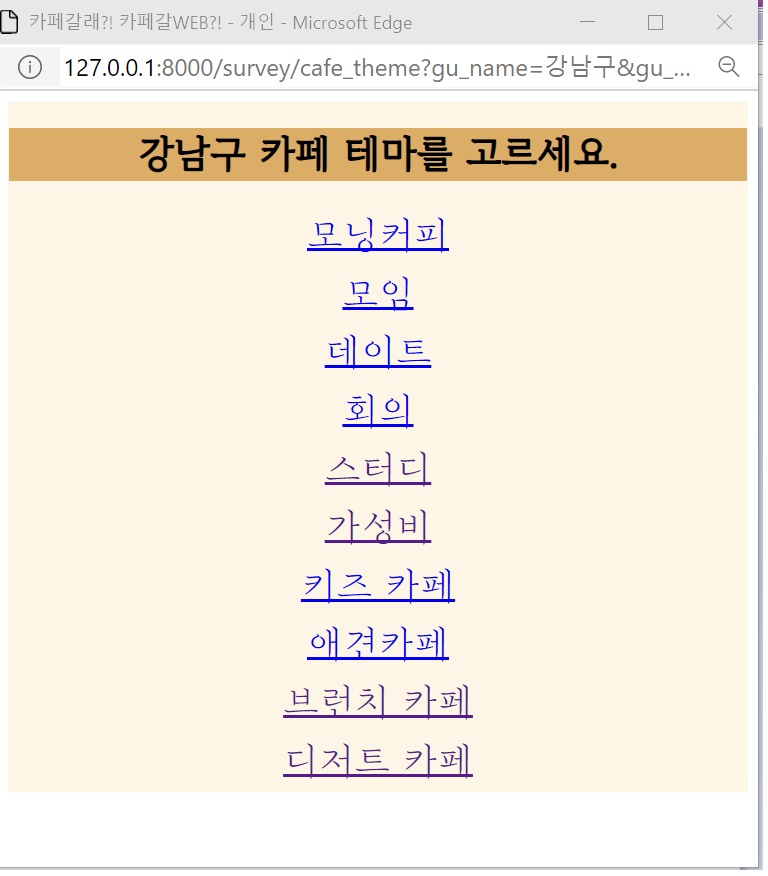 카페갈래?! 카페갈WEB?! - 개인 - Microsoft Edge
127.0.0.1:8000/survey/cafe_theme?gu_name=강남구&gu_...
강남구 카페 테마를 고르세요.
모닝커피
모임
데이트
회의
스터디
가성비
키즈 카페
애견카페
브런치 카페
디저트 카페